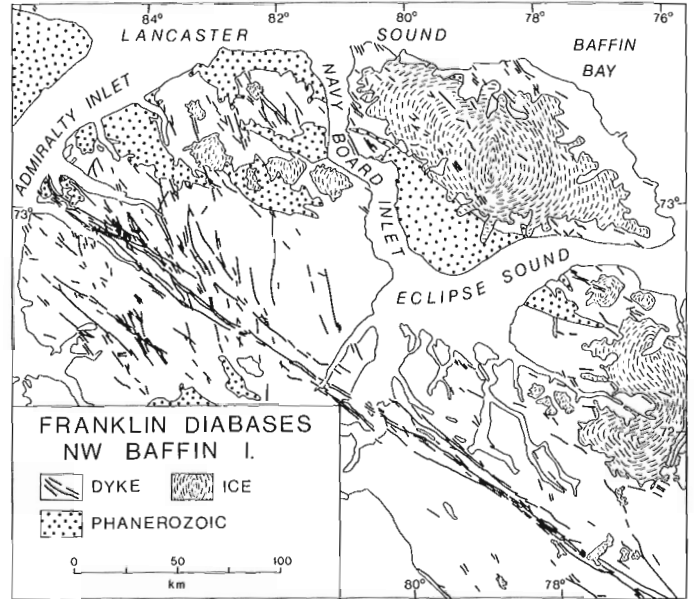 84° 80° 78° 76°
LANCASTER SOUND
BAFFIN
BAY
ADMIRALTY INLET
NAVY BOARD INLET
73° 73°
ECLIPSE SOUND
82°
FRANKLIN DIABASES
NW BAFFIN I.
DYKE ICE
PHANEROZOIC
0 50 100
km
80° 78°